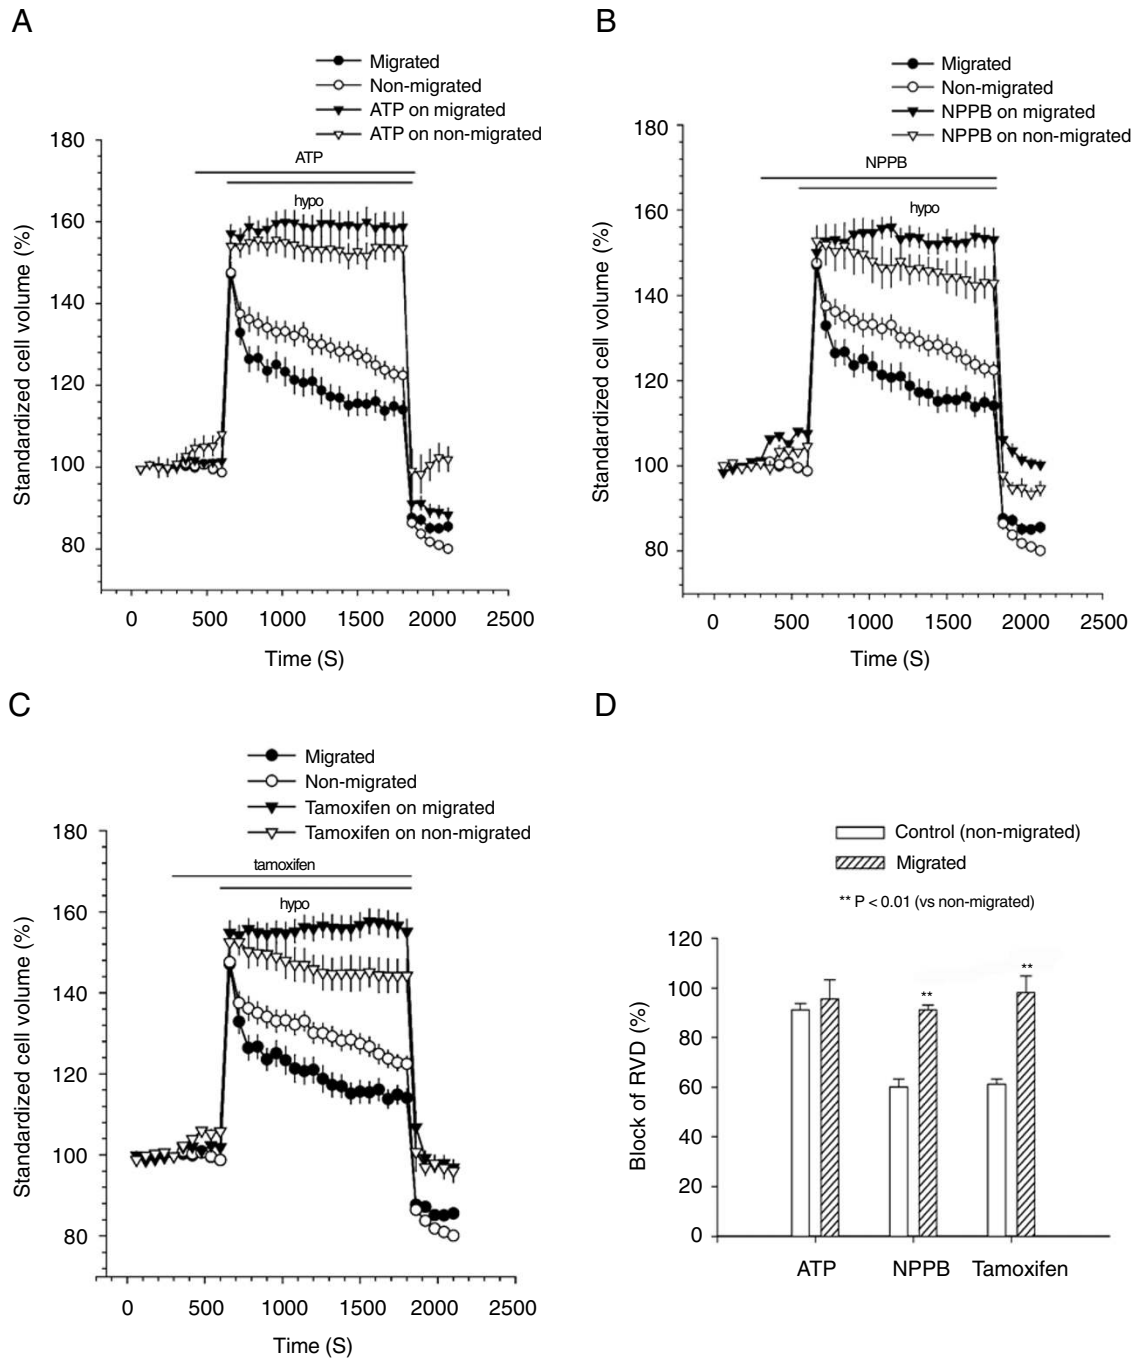 A
Migrated
Non-migrated
ATP on migrated
ATP on non-migrated
180
160
140
120
100
80
ATP
hypo
Standardized cell volume (%)
0 500 1000 1500 2000 2500
Time (S)
B
Migrated
Non-migrated
NPPB on migrated
NPPB on non-migrated
180
160
140
120
100
80
NPPB
hypo
Standardized cell volume (%)
0 500 1000 1500 2000 2500
Time (S)
C
Migrated
Non-migrated
Tamoxifen on migrated
Tamoxifen on non-migrated
180
160
140
120
100
80
tamoxifen
hypo
Standardized cell volume (%)
0 500 1000 1500 2000 2500
Time (S)
D
Control (non-migrated)
Migrated
** P < 0.01 (vs non-migrated)
120
100
80
60
40
20
0
**
**
Block of RVD (%)
ATP NPPB Tamoxifen